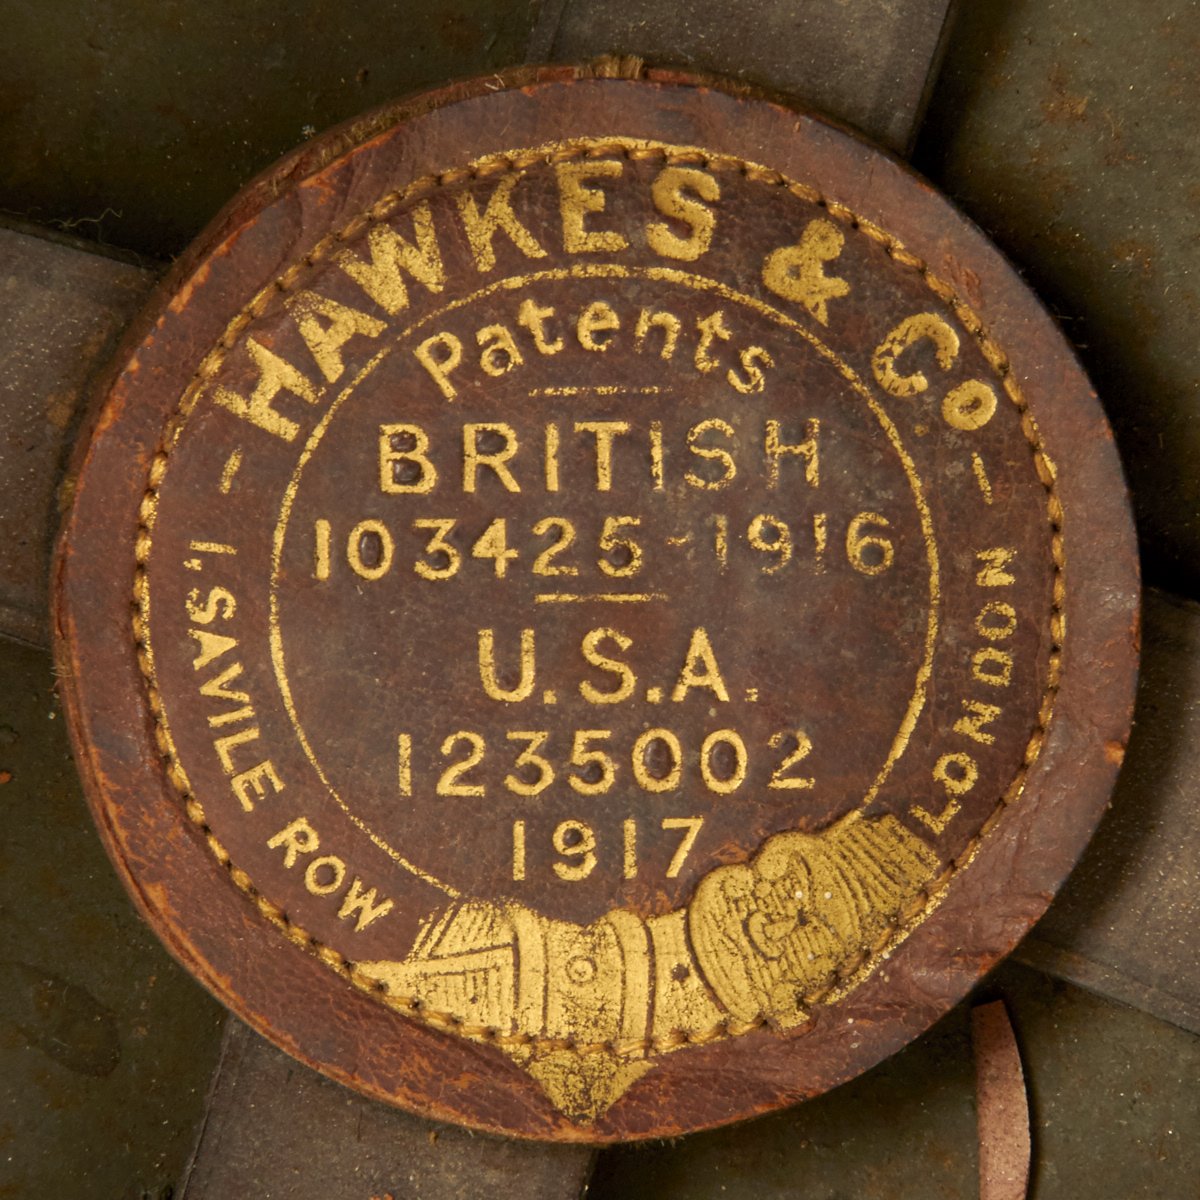 - HAWKES & Co -
Patents
BRITISH
103425 - 1916
U.S.A.
1235002
1917
1, SAVILE ROW
LONDON